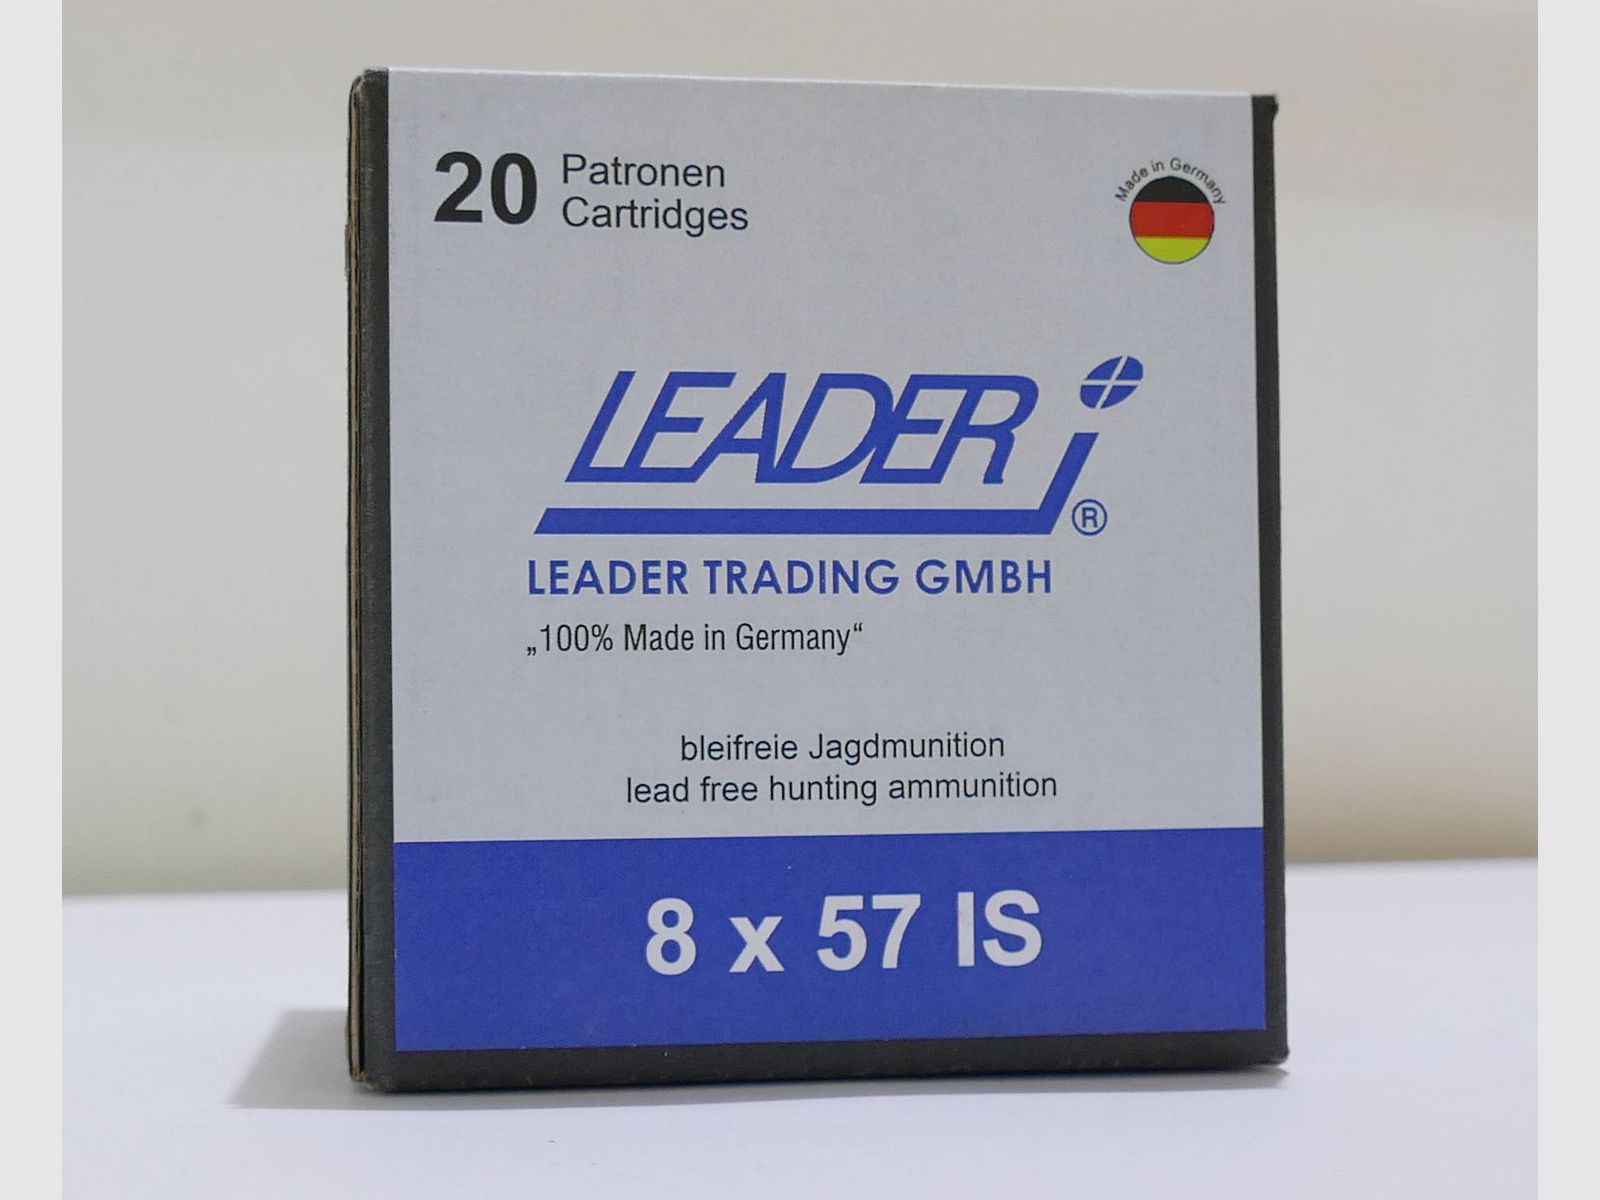 20 Patronen
Cartridges
Made in Germany
LEADER
®
LEADER TRADING GMBH
„100% Made in Germany“
bleifreie Jagdmunition
lead free hunting ammunition
8 x 57 IS